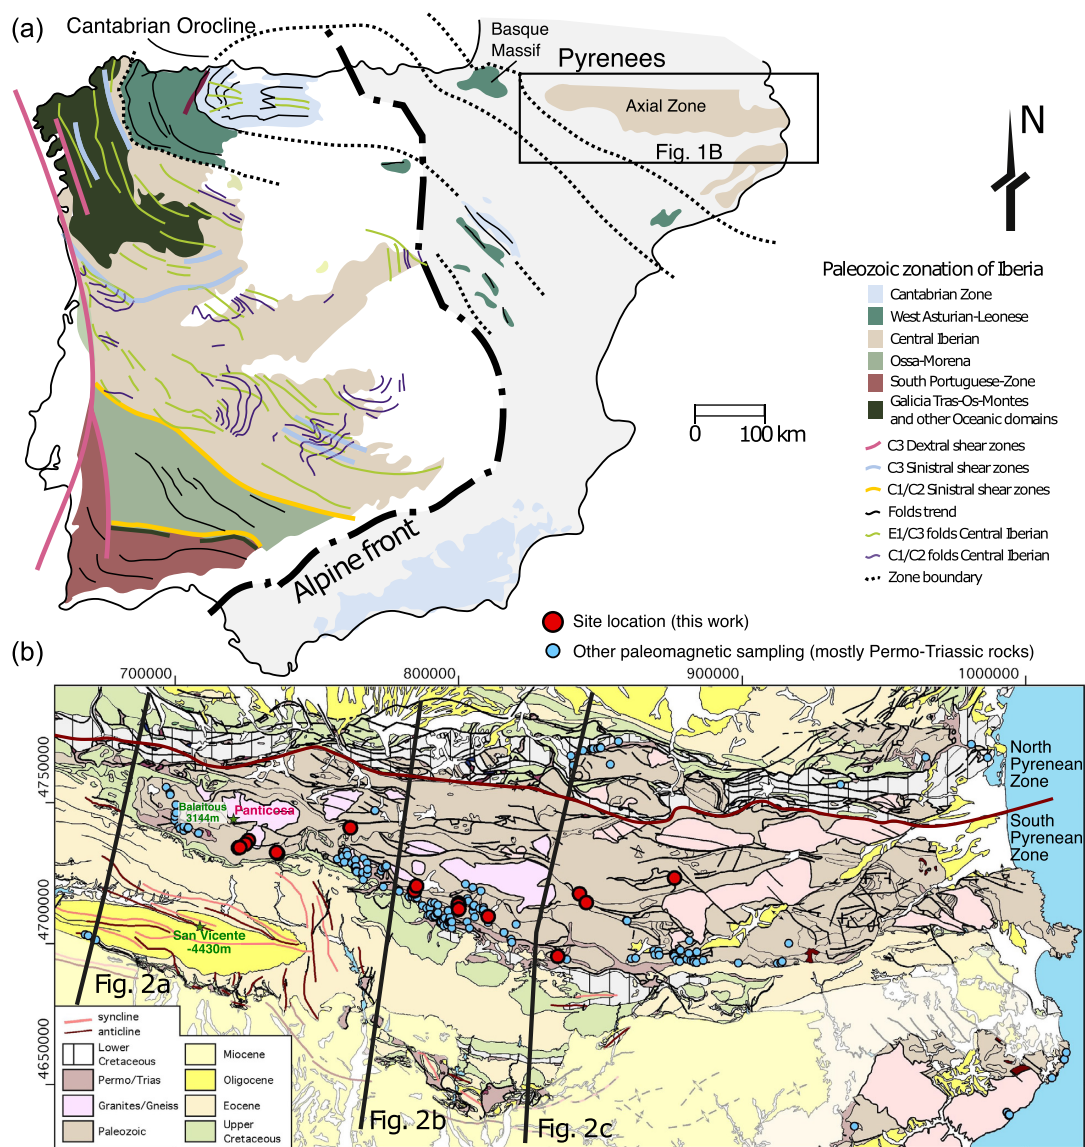 (a)
Cantabrian Orocline
Basque
Massif
Pyrenees
Axial Zone
Fig. 1B
N
Paleozoic zonation of Iberia
Cantabrian Zone
West Asturian-Leonese
Central Iberian
Ossa-Morena
South Portuguese-Zone
Galicia Tras-Os-Montes
and other Oceanic domains
0 100 km
C3 Dextral shear zones
C3 Sinistral shear zones
C1/C2 Sinistral shear zones
Folds trend
E1/C3 folds Central Iberian
C1/C2 folds Central Iberian
Zone boundary
Alpine front
Site location (this work)
Other paleomagnetic sampling (mostly Permo-Triassic rocks)
(b)
700000 800000 900000 1000000
4750000
4700000
4650000
North
Pyrenean
Zone
South
Pyrenean
Zone
Balaitous
3144m
Panticosa
San Vicente
-4430m
Fig. 2a
Fig. 2b
Fig. 2c
syncline
anticline
Lower
Cretaceous
Permo/Trias
Granites/Gneiss
Paleozoic
Miocene
Oligocene
Eocene
Upper
Cretaceous